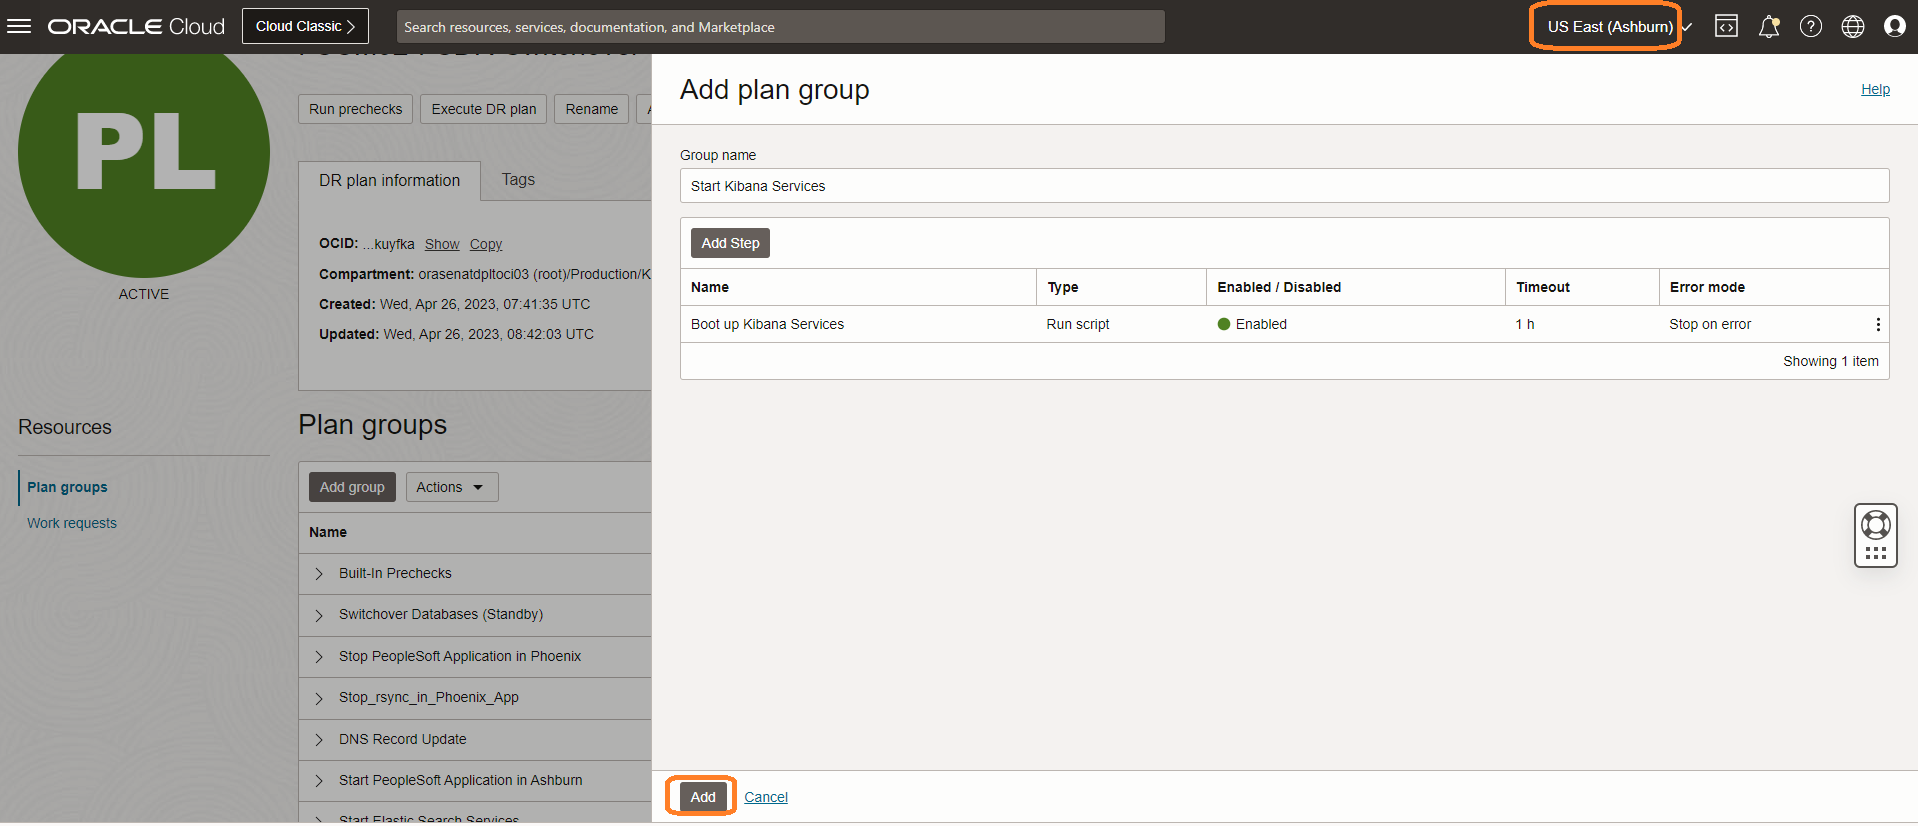 ORACLE Cloud
Cloud Classic
Search resources, services, documentation, and Marketplace
US East (Ashburn)
PL
ACTIVE
Resources
Plan groups
Work requests
Run prechecks
Execute DR plan
Rename
DR plan information
Tags
OCID: ...kuyfka Show Copy
Compartment: orasenatdpltoci03 (root)/Production/K
Created: Wed, Apr 26, 2023, 07:41:35 UTC
Updated: Wed, Apr 26, 2023, 08:42:03 UTC
Plan groups
Add group
Actions
Name
Built-In Prechecks
Switchover Databases (Standby)
Stop PeopleSoft Application in Phoenix
Stop_rsync_in_Phoenix_App
DNS Record Update
Start PeopleSoft Application in Ashburn
Start Elastic Search Services
Add plan group
Help
Group name
Start Kibana Services
Add Step
Name Type Enabled / Disabled Timeout Error mode
Boot up Kibana Services Run script Enabled 1 h Stop on error
Showing 1 item
Add
Cancel